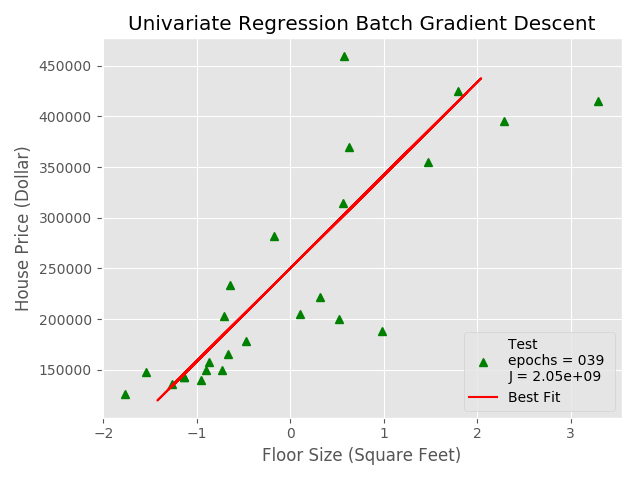 Univariate Regression Batch Gradient Descent
450000
400000
350000
300000
250000
200000
150000
House Price (Dollar)
Test
epochs = 039
J = 2.05e+09
Best Fit
−2
−1
0
1
2
3
Floor Size (Square Feet)